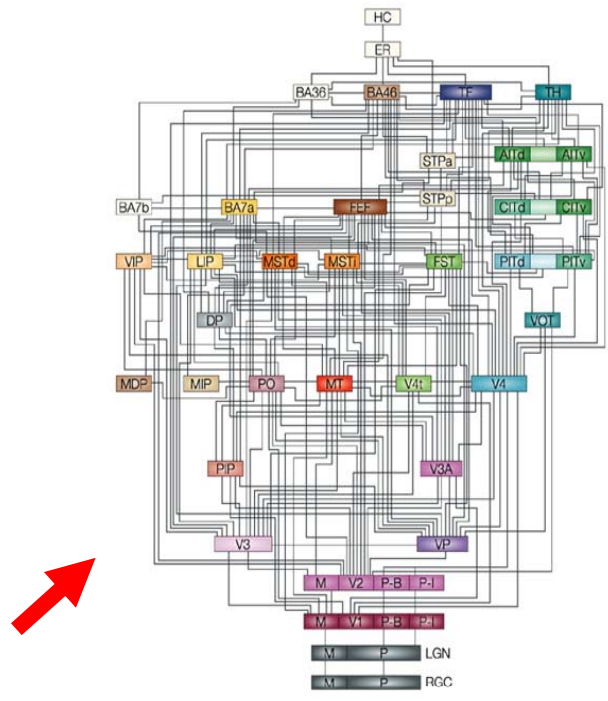 HC
ER
BA36 BA46 TF TH
STPa AITd AITv
STPp
BA7b BA7a FEF CITd CITv
VIP LIP MSTd MSTi FST PITd PITv
DP VOT
MDP MIP PO MT V4t V4
PIP V3A
V3 VP
M V2 P-B P-I
M V1 P-B P-I
M P LGN
M P RGC